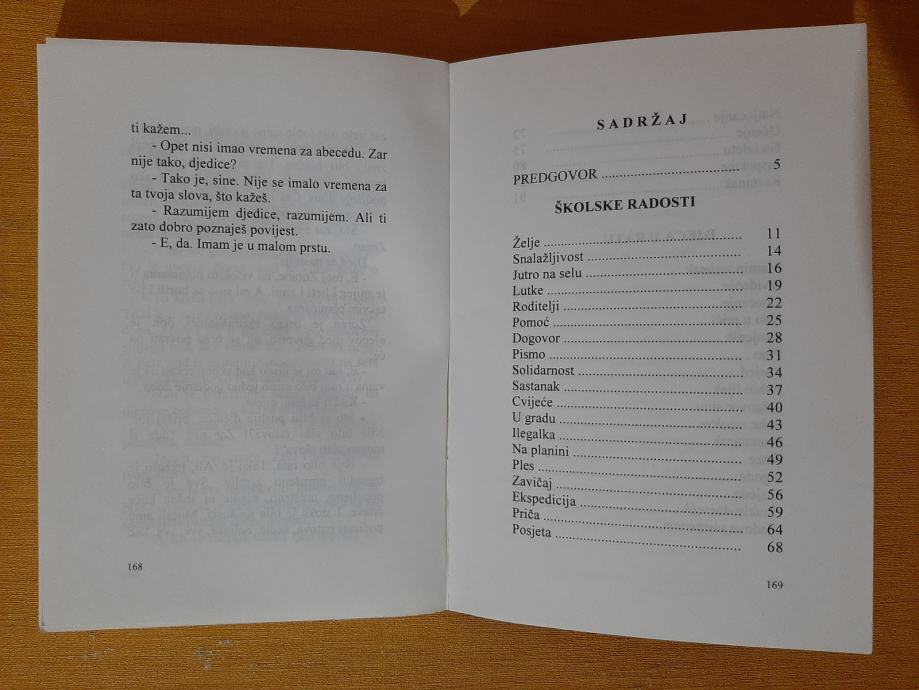 ti kažem...
- Opet nisi imao vremena za abecedu. Zar
nije tako, djedice?
- Tako je, sine. Nije se imalo vremena za
ta tvoja slova, što kažeš.
- Razumijem djedice, razumijem. Ali ti
zato dobro poznaješ povijest.
- E, da. Imam je u malom prstu.
168
SADRŽAJ
PREDGOVOR ........................................ 5
ŠKOLSKE RADOSTI
Želje ........................................ 11
Snalažljivost ........................................ 14
Jutro na selu ........................................ 16
Lutke ........................................ 19
Roditelji ........................................ 22
Pomoć ........................................ 25
Dogovor ........................................ 28
Pismo ........................................ 31
Solidarnost ........................................ 34
Sastanak ........................................ 37
Cvijeće ........................................ 40
U gradu ........................................ 43
Ilegalka ........................................ 46
Na planini ........................................ 49
Ples ........................................ 52
Zavičaj ........................................ 56
Ekspedicija ........................................ 59
Priča ........................................ 64
Posjeta ........................................ 68
169